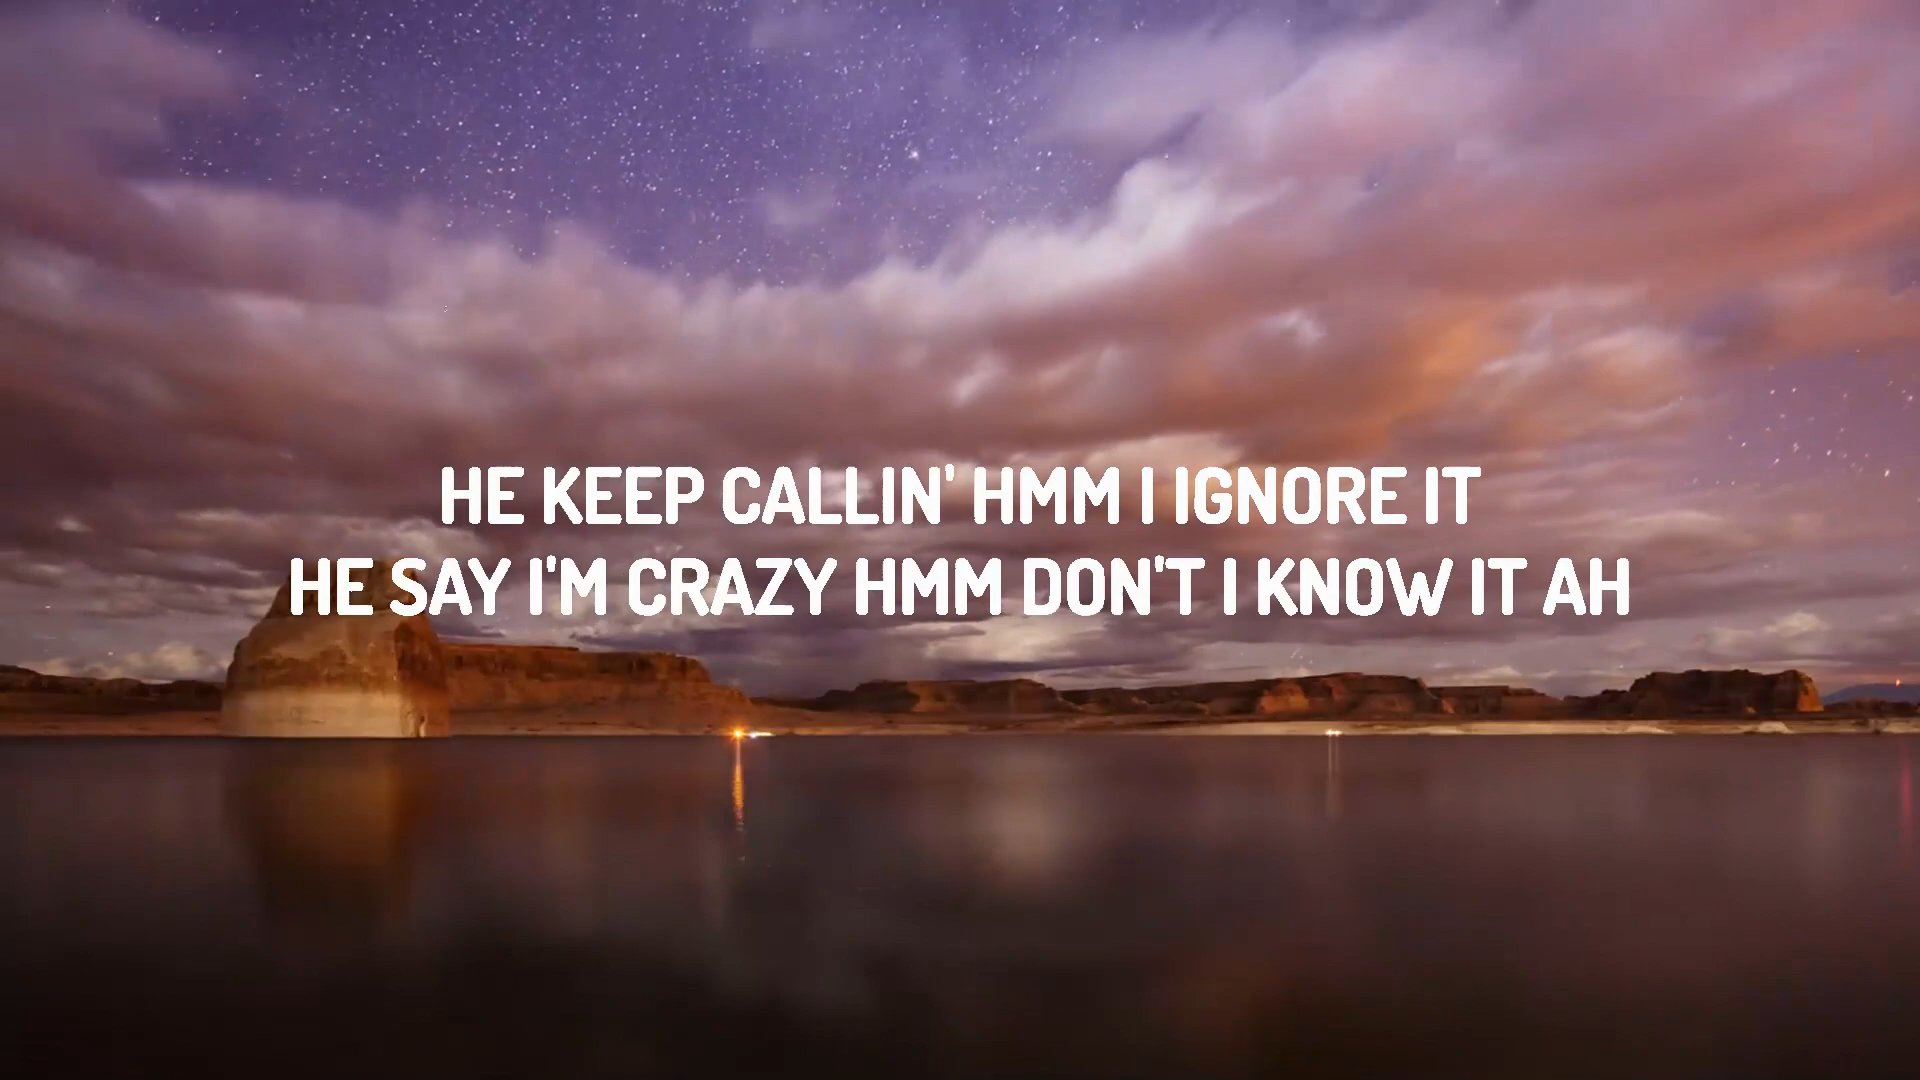 HE KEEP CALLIN' HMM I IGNORE IT
HE SAY I'M CRAZY HMM DON'T I KNOW IT AH